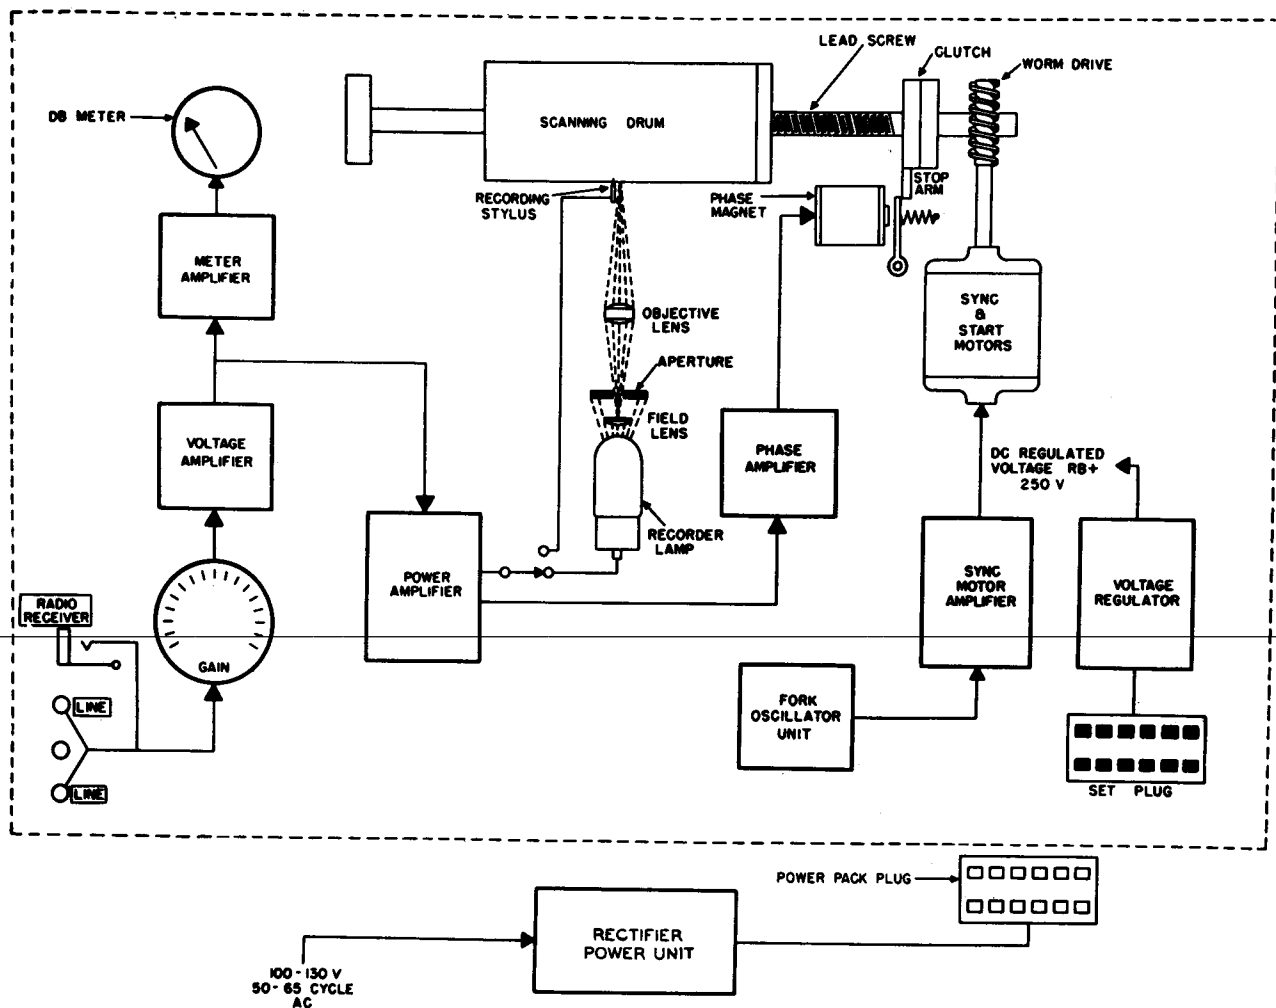 LEAD SCREW
CLUTCH
WORM DRIVE
DB METER
SCANNING DRUM
RECORDING
STYLUS
PHASE
MAGNET
STOP
ARM
METER
AMPLIFIER
OBJECTIVE
LENS
SYNC
&
START
MOTORS
APERTURE
FIELD
LENS
VOLTAGE
AMPLIFIER
PHASE
AMPLIFIER
DC REGULATED
VOLTAGE RB+
250 V
RECORDER
LAMP
POWER
AMPLIFIER
SYNC
MOTOR
AMPLIFIER
VOLTAGE
REGULATOR
RADIO
RECEIVER
GAIN
LINE
LINE
FORK
OSCILLATOR
UNIT
SET PLUG
POWER PACK PLUG
RECTIFIER
POWER UNIT
100-130 V
50-65 CYCLE
AC